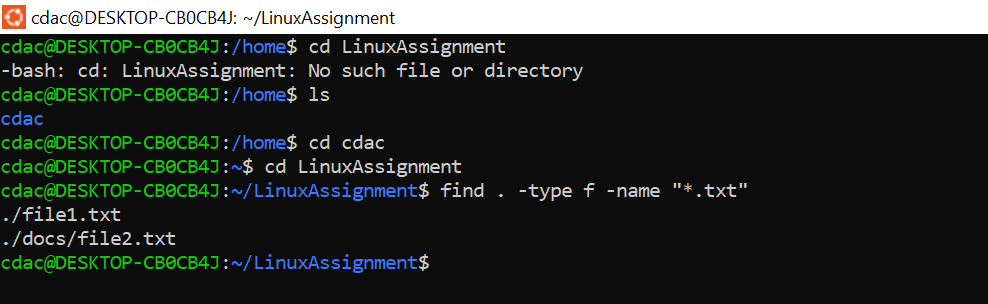 cdac@DESKTOP-CB0CB4J: ~/LinuxAssignment
cdac@DESKTOP-CB0CB4J:/home$ cd LinuxAssignment
-bash: cd: LinuxAssignment: No such file or directory
cdac@DESKTOP-CB0CB4J:/home$ ls
cdac
cdac@DESKTOP-CB0CB4J:/home$ cd cdac
cdac@DESKTOP-CB0CB4J:~$ cd LinuxAssignment
cdac@DESKTOP-CB0CB4J:~/LinuxAssignment$ find . -type f -name "*.txt"
./file1.txt
./docs/file2.txt
cdac@DESKTOP-CB0CB4J:~/LinuxAssignment$